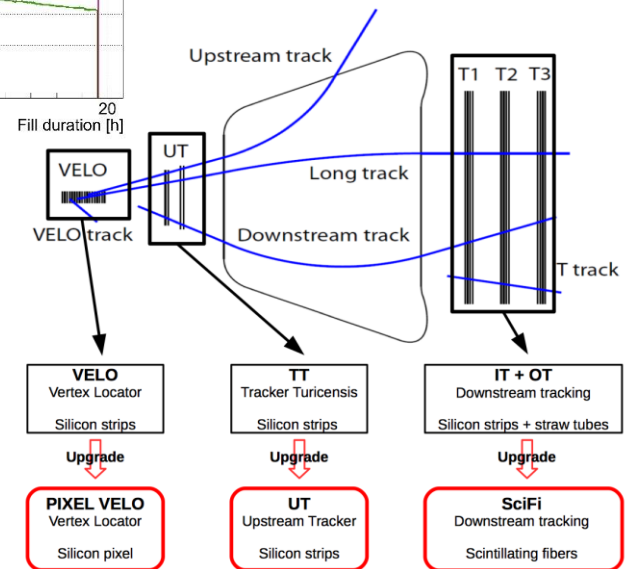 20
Fill duration [h]
Upstream track
T1 T2 T3
UT
VELO
Long track
VELO track
Downstream track
T track
VELO
Vertex Locator
Silicon strips
TT
Tracker Turicensis
Silicon strips
IT + OT
Downstream tracking
Silicon strips + straw tubes
Upgrade
Upgrade
Upgrade
PIXEL VELO
Vertex Locator
Silicon pixel
UT
Upstream Tracker
Silicon strips
SciFi
Downstream tracking
Scintillating fibers